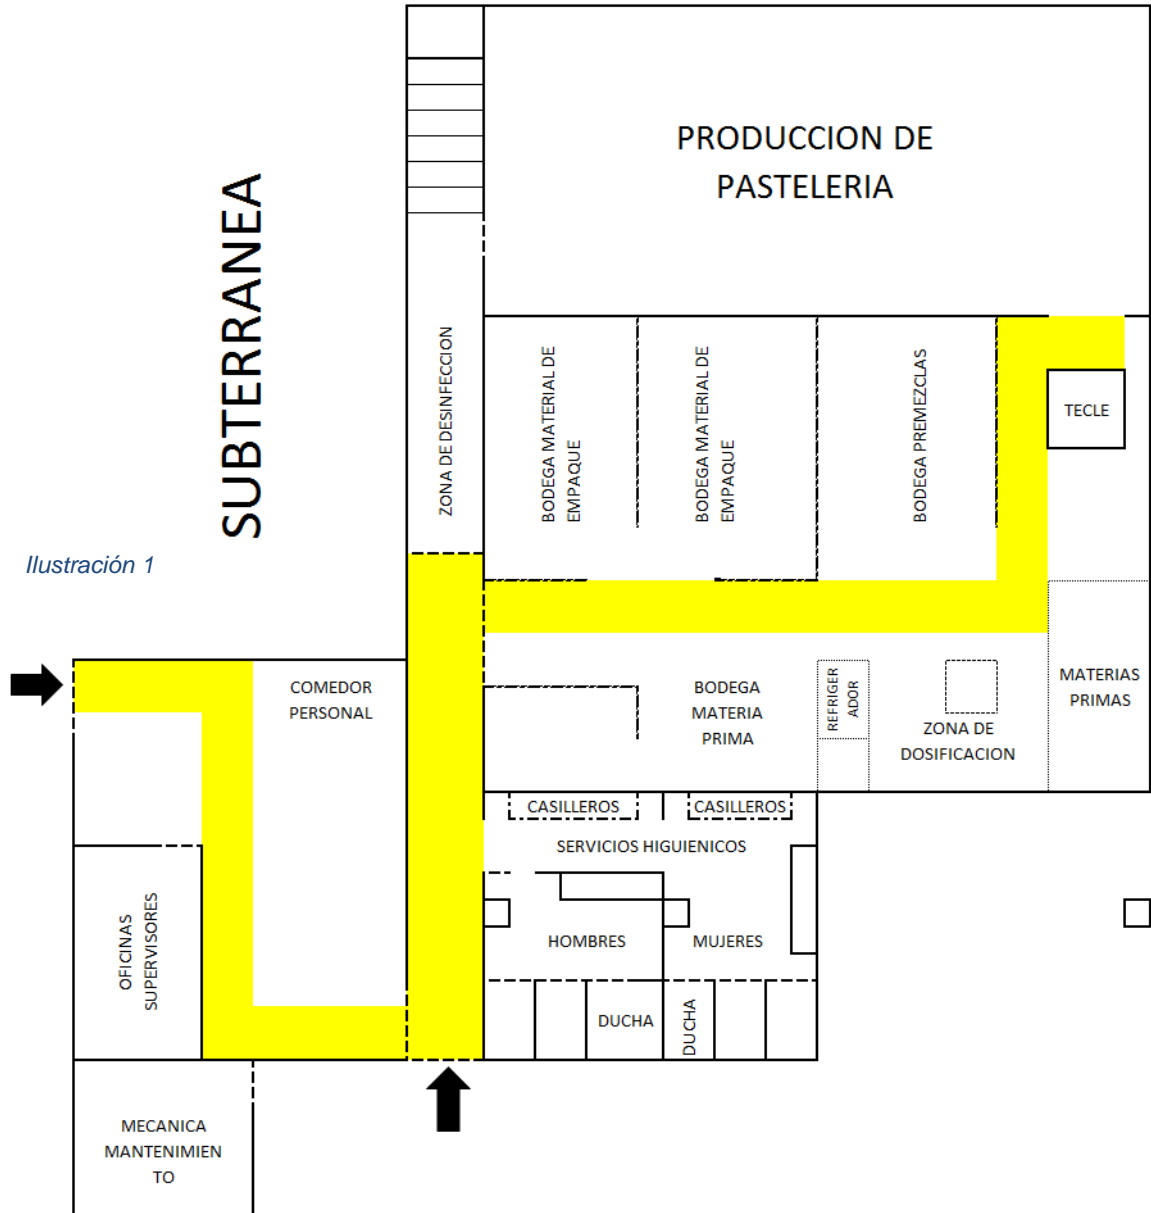 PRODUCCION DE
PASTELERIA
SUBTERRANEA
ZONA DE DESINFECCION
BODEGA MATERIAL DE
EMPAQUE
BODEGA MATERIAL DE
EMPAQUE
BODEGA PREMEZCLAS
TECLE
Ilustración 1
COMEDOR
PERSONAL
BODEGA
MATERIA
PRIMA
REFRIGER
ADOR
ZONA DE
DOSIFICACION
MATERIAS
PRIMAS
CASILLEROS
CASILLEROS
SERVICIOS HIGUIENICOS
OFICINAS
SUPERVISORES
HOMBRES
MUJERES
DUCHA
DUCHA
MECANICA
MANTENIMIEN
TO